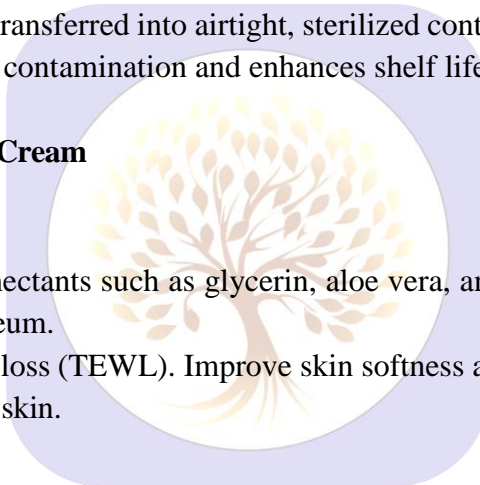 ransferred into airtight, sterilized cont
contamination and enhances shelf life
Cream
nectants such as glycerin, aloe vera, an
eum.
loss (TEWL). Improve skin softness a
skin.